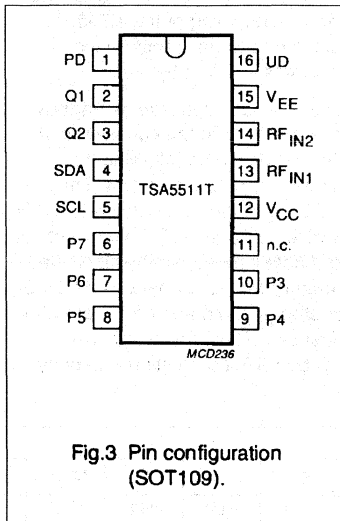 PD 1 16 UD
Q1 2 15 VEE
Q2 3 14 RFIN2
SDA 4 13 RFIN1
TSA5511T
SCL 5 12 VCC
P7 6 11 n.c.
P6 7 10 P3
P5 8 9 P4
MCD236
Fig.3 Pin configuration
(SOT109).